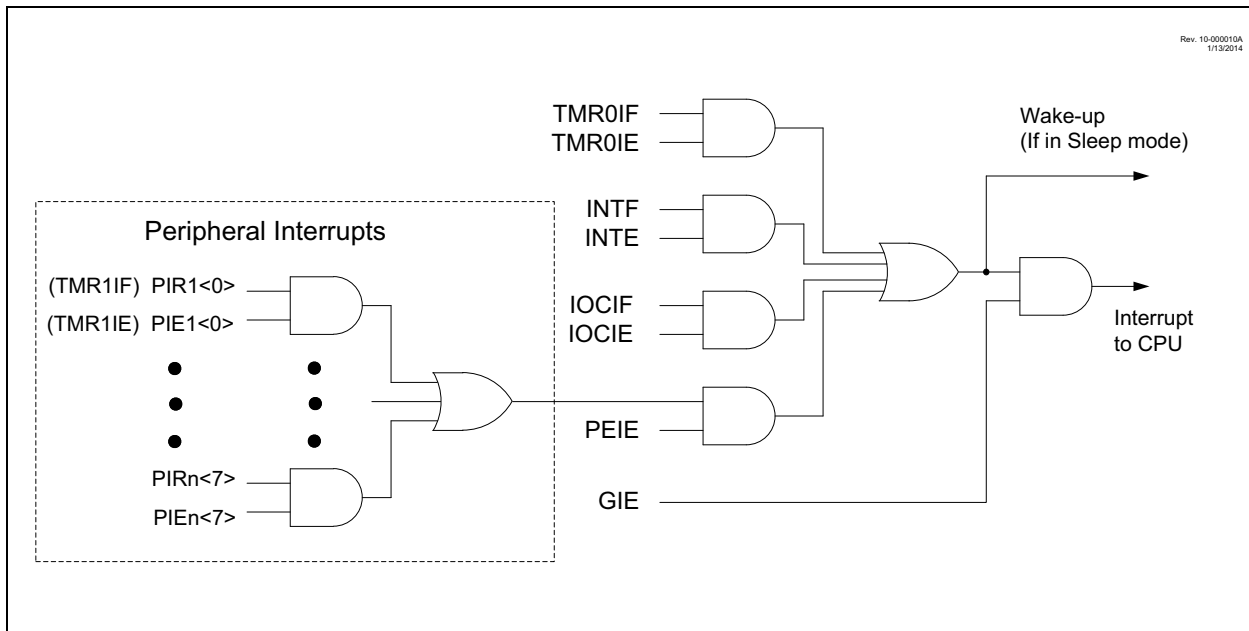 Rev. 10-000010A
1/13/2014
TMR0IF
TMR0IE
Wake-up
(If in Sleep mode)
INTF
INTE
Peripheral Interrupts
(TMR1IF) PIR1<0>
(TMR1IE) PIE1<0>
IOCIF
IOCIE
Interrupt
to CPU
PEIE
PIRn<7>
PIEn<7>
GIE